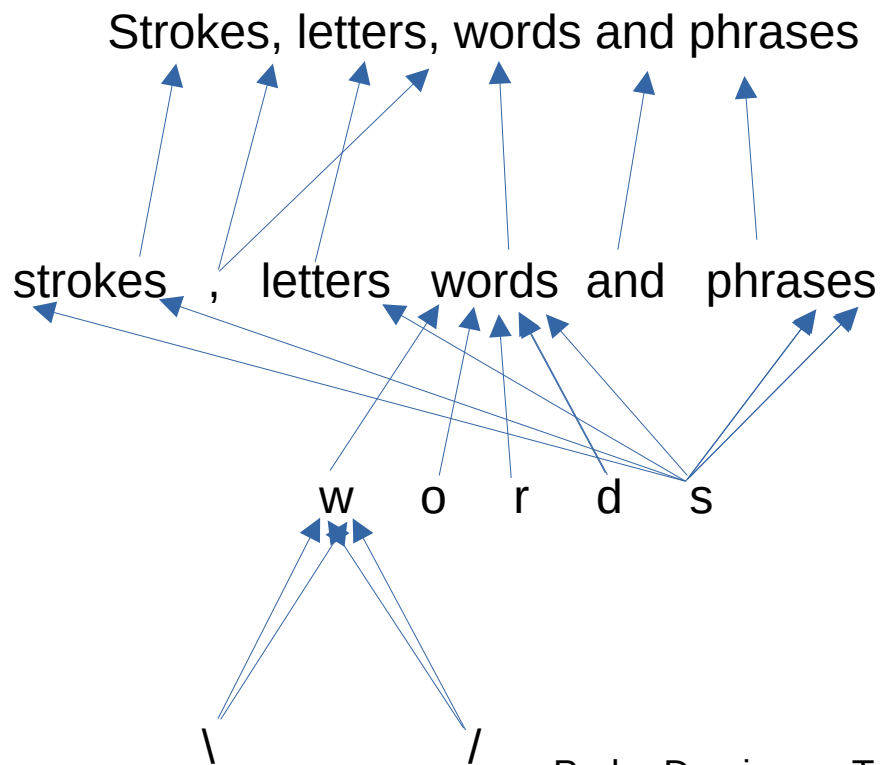 Strokes, letters, words and phrases
strokes , letters words and phrases
w o r d s
\ /